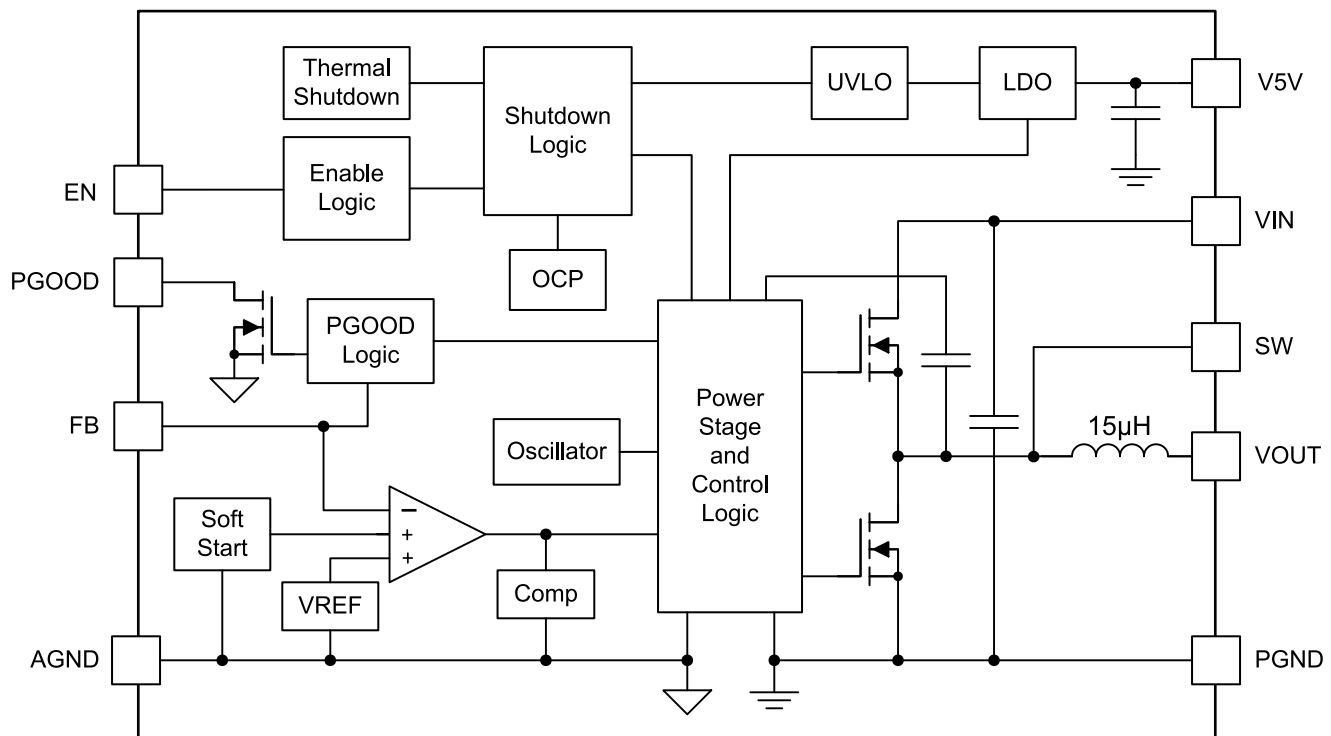 Thermal
Shutdown
Shutdown
Logic
UVLO
LDO
V5V
EN
Enable
Logic
VIN
PGOOD
OCP
PGOOD
Logic
SW
FB
Power
Stage
and
Control
Logic
Oscillator
15µH
VOUT
Soft
Start
−
+
+
VREF
Comp
AGND
PGND